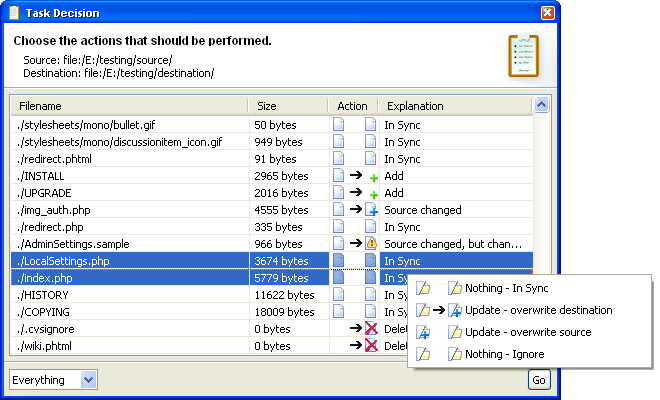 Task Decision
Choose the actions that should be performed.
Source: file:/E:/testing/source/
Destination: file:/E:/testing/destination/
Filename Size Action Explanation
./stylesheets/mono/bullet.gif 50 bytes In Sync
./stylesheets/mono/discussionitem_icon.gif 949 bytes In Sync
./redirect.phtml 91 bytes In Sync
./INSTALL 2965 bytes Add
./UPGRADE 2016 bytes Add
./img_auth.php 4555 bytes Source changed
./redirect.php 335 bytes In Sync
./AdminSettings.sample 966 bytes Source changed, but chan...
./LocalSettings.php 3674 bytes In Sync
./index.php 5779 bytes In Sy
./HISTORY 11622 bytes In Sy
./COPYING 18009 bytes In Sy
./.cvsignore 0 bytes Delet
./wiki.phtml 0 bytes Delet
Nothing - In Sync
Update - overwrite destination
Update - overwrite source
Nothing - Ignore
Everything Go